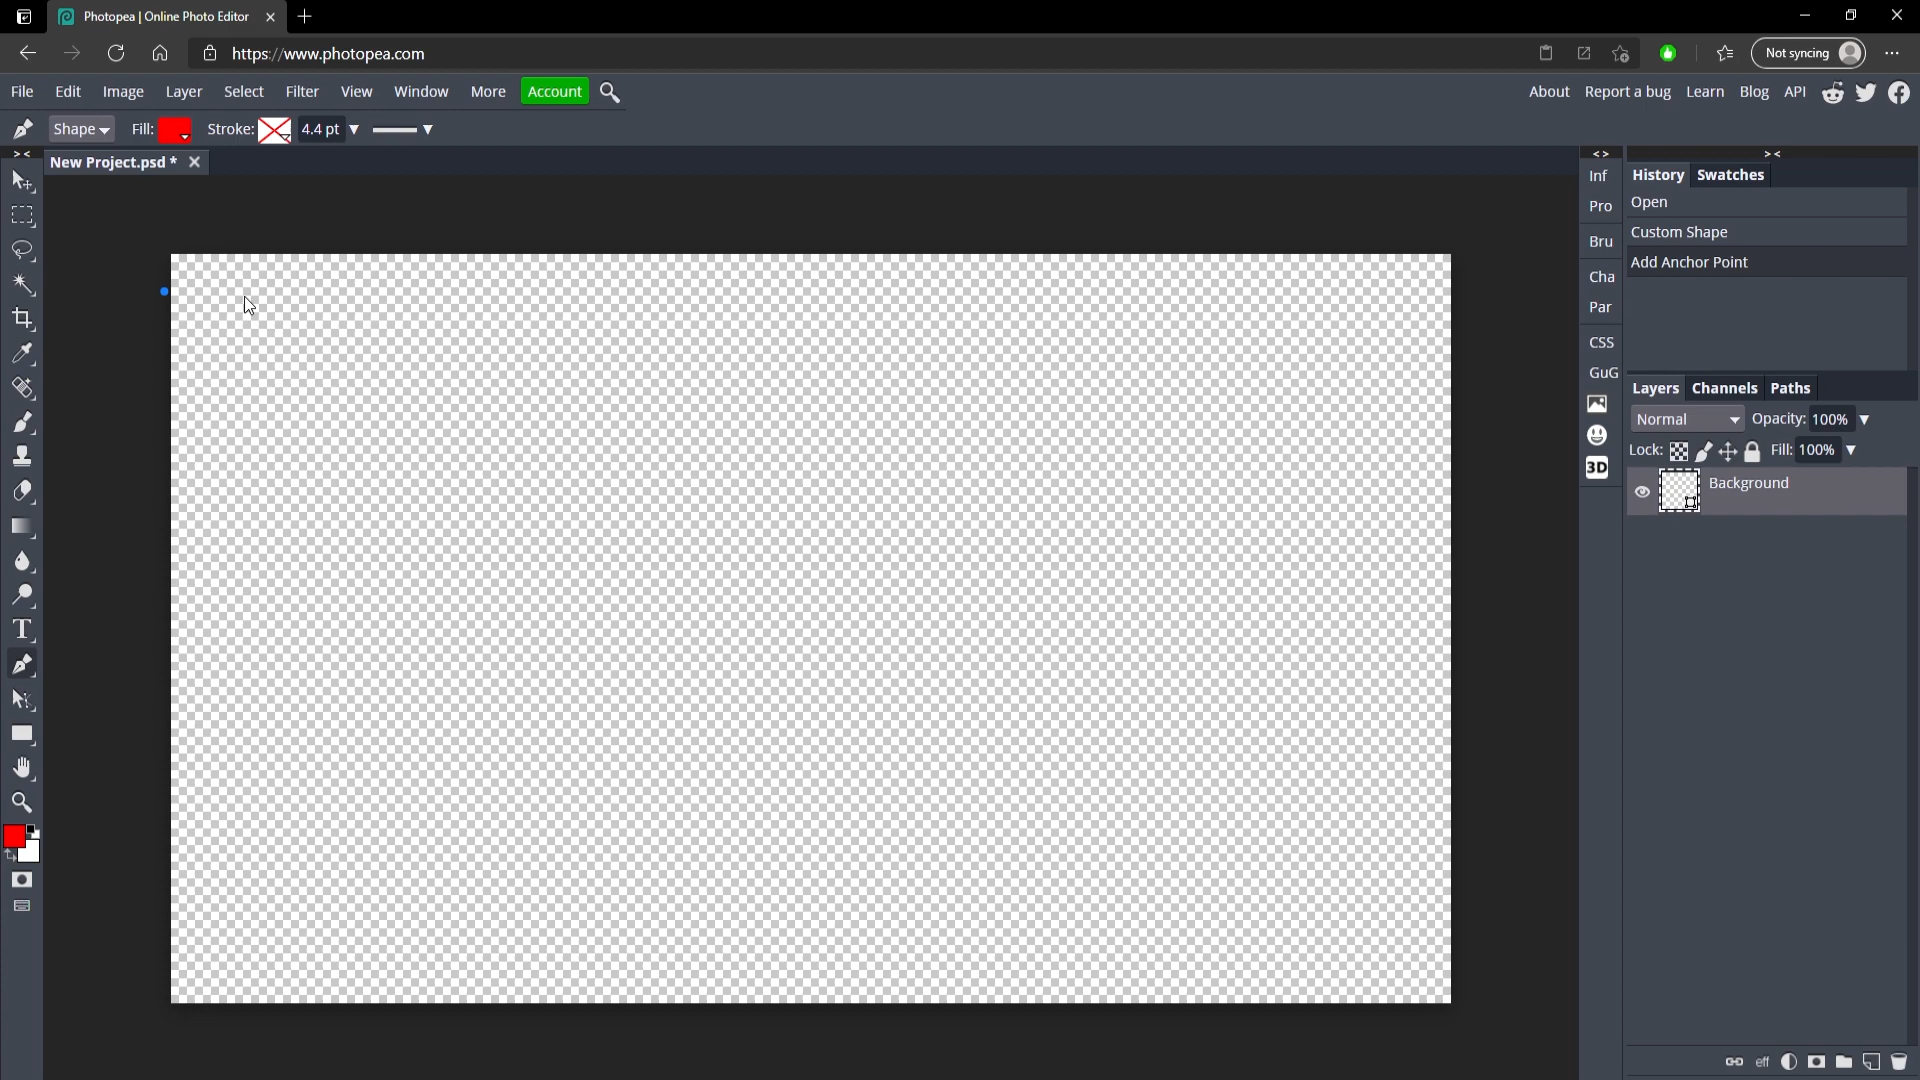 Photopea | Online Photo Editor
https://www.photopea.com
Not syncing
File Edit Image Layer Select Filter View Window More Account
About Report a bug Learn Blog API
Shape Fill: Stroke: 4.4 pt
New Project.psd *
Inf
Pro
Bru
Cha
Par
CSS
GuG
3D
History Swatches
Open
Custom Shape
Add Anchor Point
Layers Channels Paths
Normal Opacity: 100%
Lock: Fill: 100%
Background
T
eff